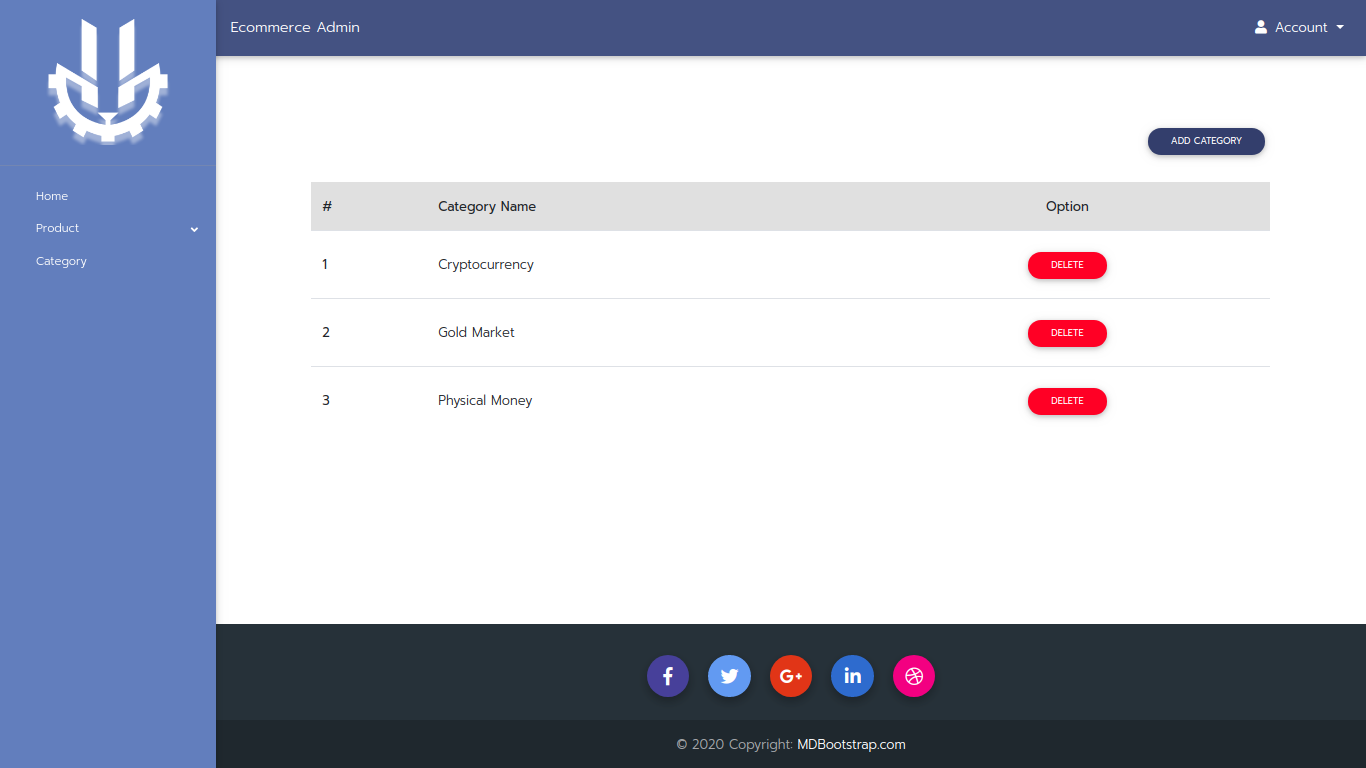 Ecommerce Admin
Account
Home
Product
Category
ADD CATEGORY
# Category Name Option
1 Cryptocurrency DELETE
2 Gold Market DELETE
3 Physical Money DELETE
© 2020 Copyright: MDBootstrap.com